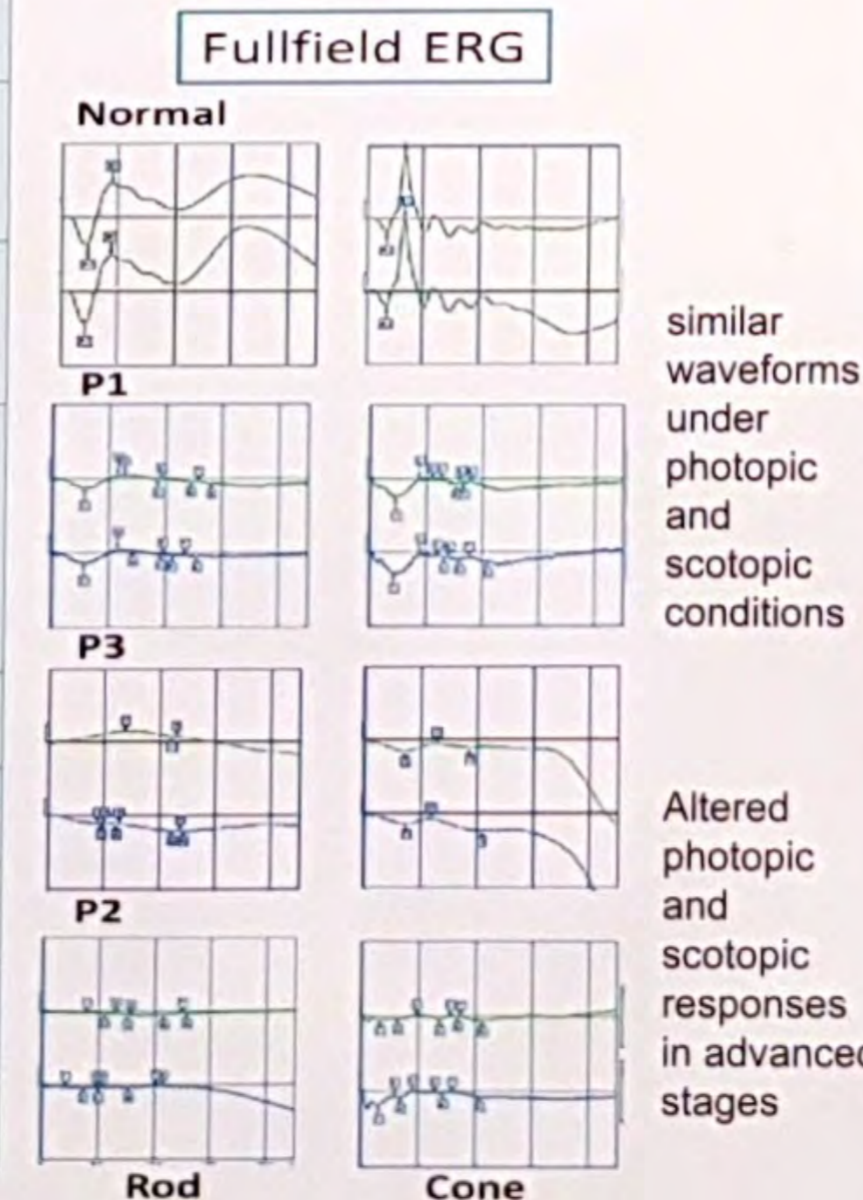 Fullfield ERG
Normal
P1
similar
waveforms
under
photopic
and
scotopic
conditions
P3
P2
Altered
photopic
and
scotopic
responses
in advanced
stages
Rod
Cone